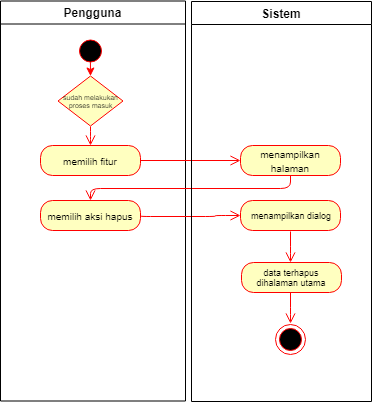 Pengguna
Sistem
sudah melakukan
proses masuk
memilih fitur
menampilkan
halaman
memilih aksi hapus
menampilkan dialog
data terhapus
dihalaman utama